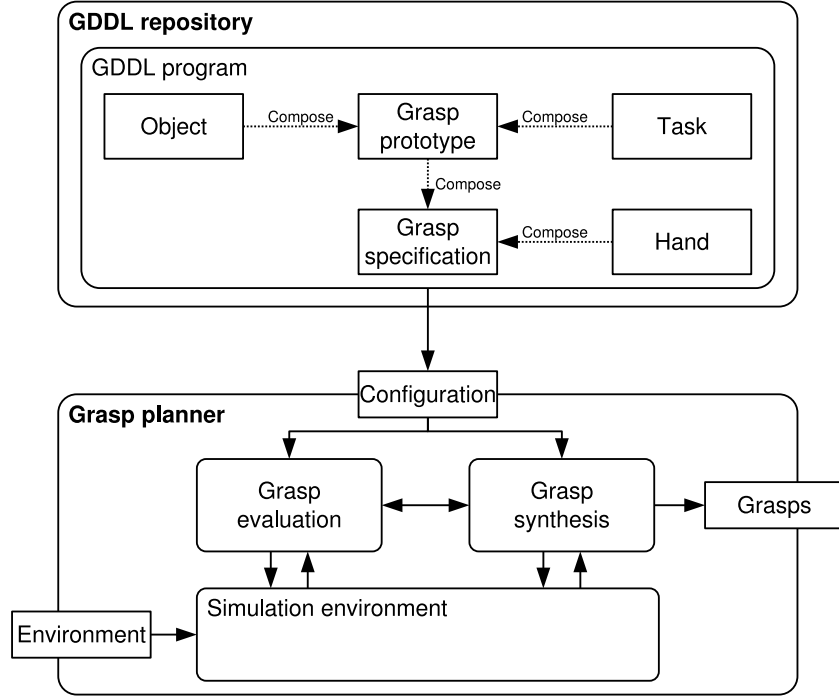 GDDL repository
GDDL program
Object
Compose
Grasp
prototype
Compose
Task
Compose
Grasp
specification
Compose
Hand
Configuration
Grasp planner
Grasp
evaluation
Grasp
synthesis
Grasps
Simulation environment
Environment